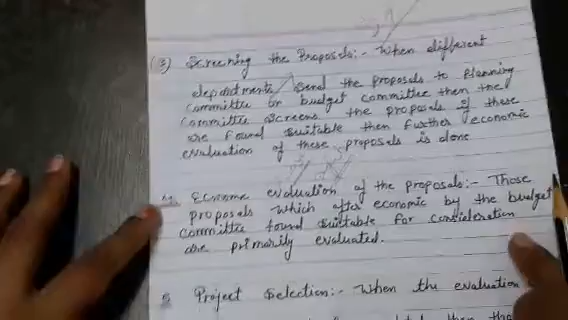 (3) Screening the Proposals:- When different
depadments send the proposals to planning
committee or budget committee then the
committee screens the proposals if these
are found suitable then further economic
evaluation of these proposals is done
4. Economic evaluation of the proposals:- Those
proposals which after economic by the budget
committee found suitable for consideration
are primarily evaluated.
5. Project Selection:- When the evaluation
then the